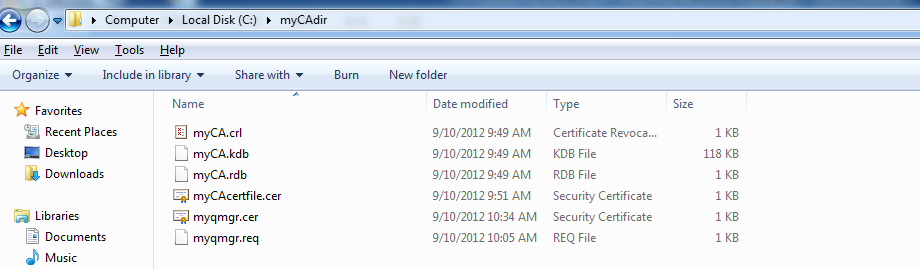 Computer Local Disk (C:) myCAdir
File Edit View Tools Help
Organize Include in library Share with Burn New folder
Favorites
Recent Places
Desktop
Downloads
Libraries
Documents
Music
Name Date modified Type Size
myCA.crl 9/10/2012 9:49 AM Certificate Revoca... 1 KB
myCA.kdb 9/10/2012 9:49 AM KDB File 118 KB
myCA.rdb 9/10/2012 9:49 AM RDB File 1 KB
myCAcertfile.cer 9/10/2012 9:51 AM Security Certificate 1 KB
myqmgr.cer 9/10/2012 10:34 AM Security Certificate 1 KB
myqmgr.req 9/10/2012 10:05 AM REQ File 1 KB